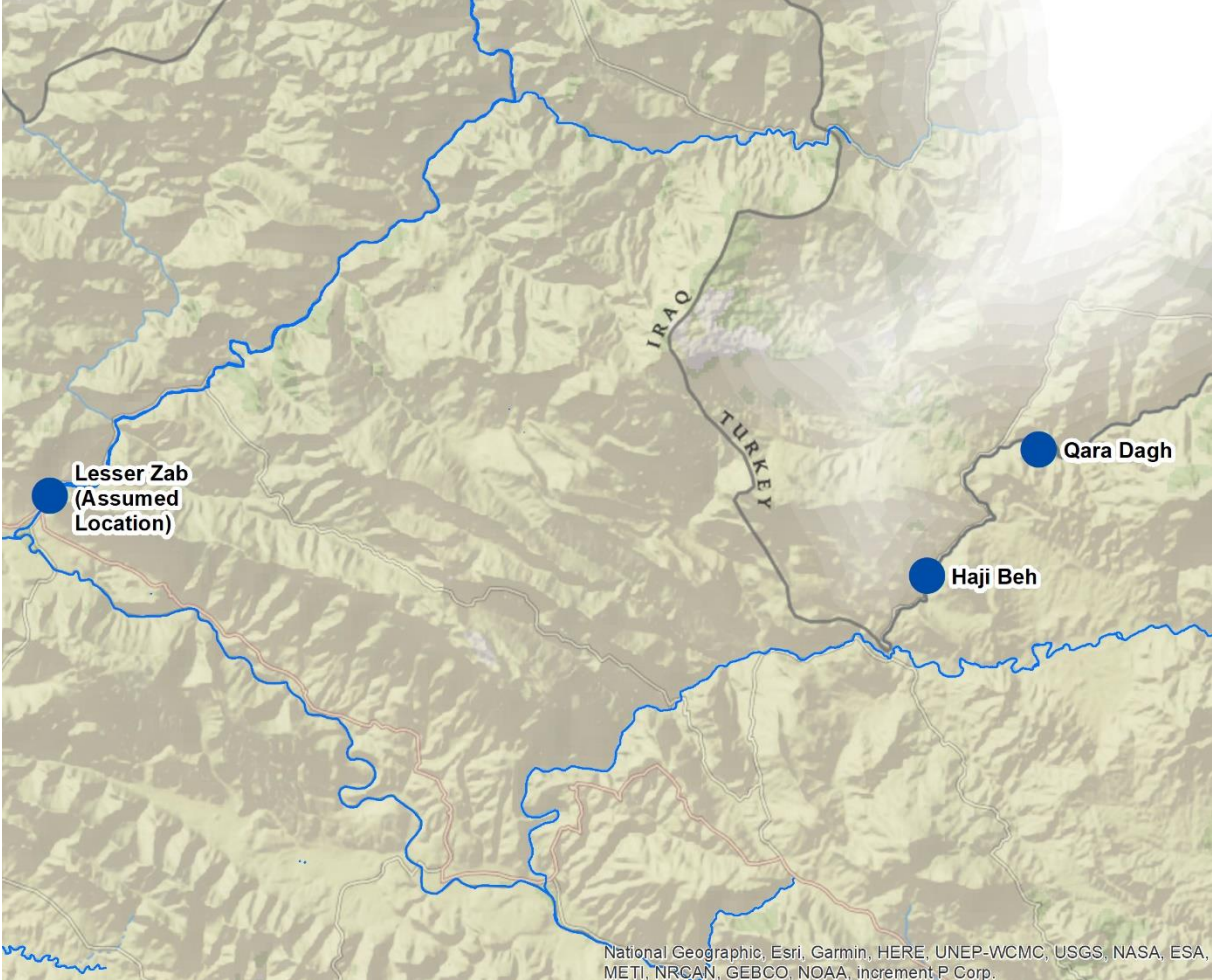 IRAQ
TURKEY
Qara Dagh
Lesser Zab
(Assumed
Location)
Haji Beh
National Geographic, Esri, Garmin, HERE, UNEP-WCMC, USGS, NASA, ESA,
METI, NRCAN, GEBCO, NOAA, increment P Corp.